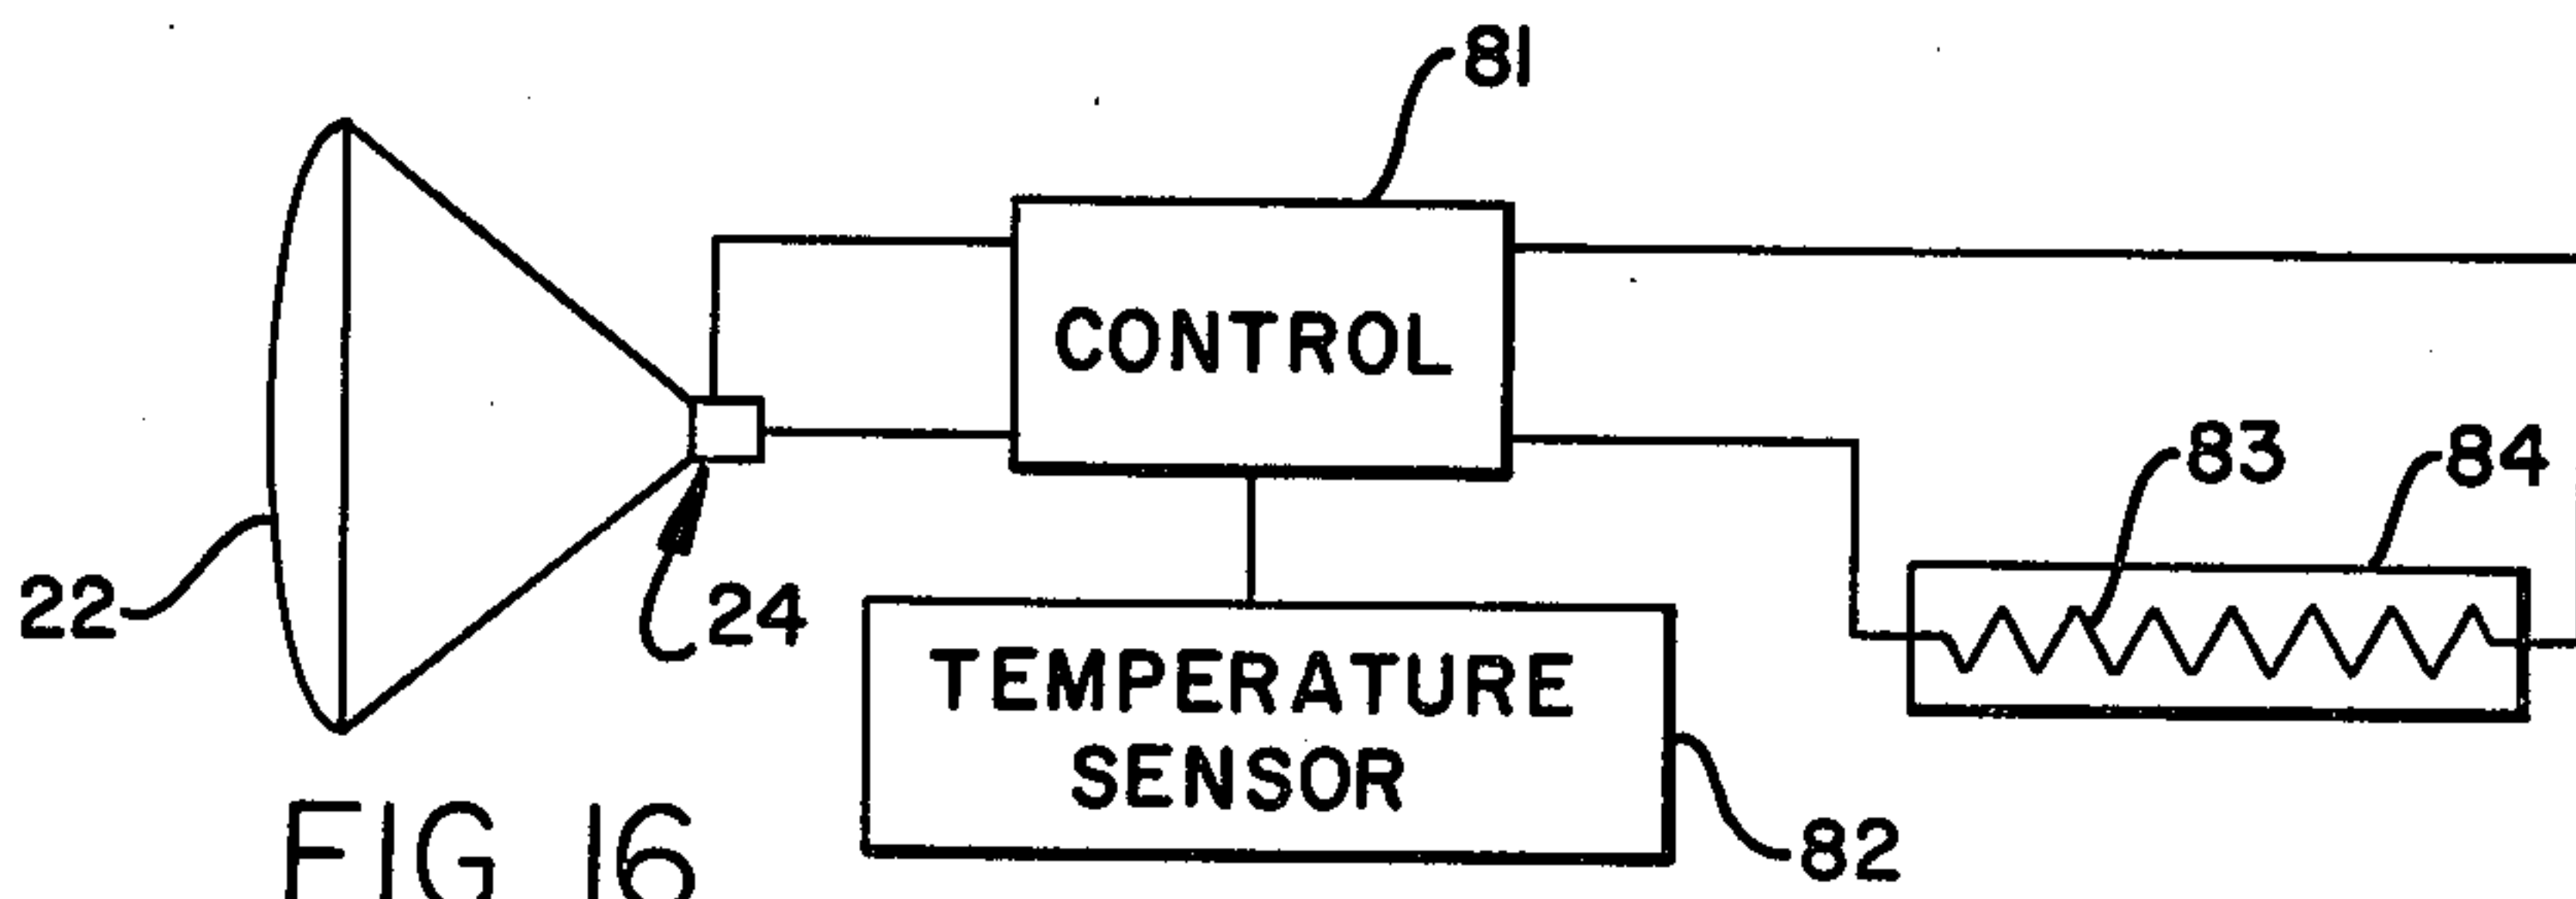 81
CONTROL
83
84
22
24
TEMPERATURE
SENSOR
82
FIG 16